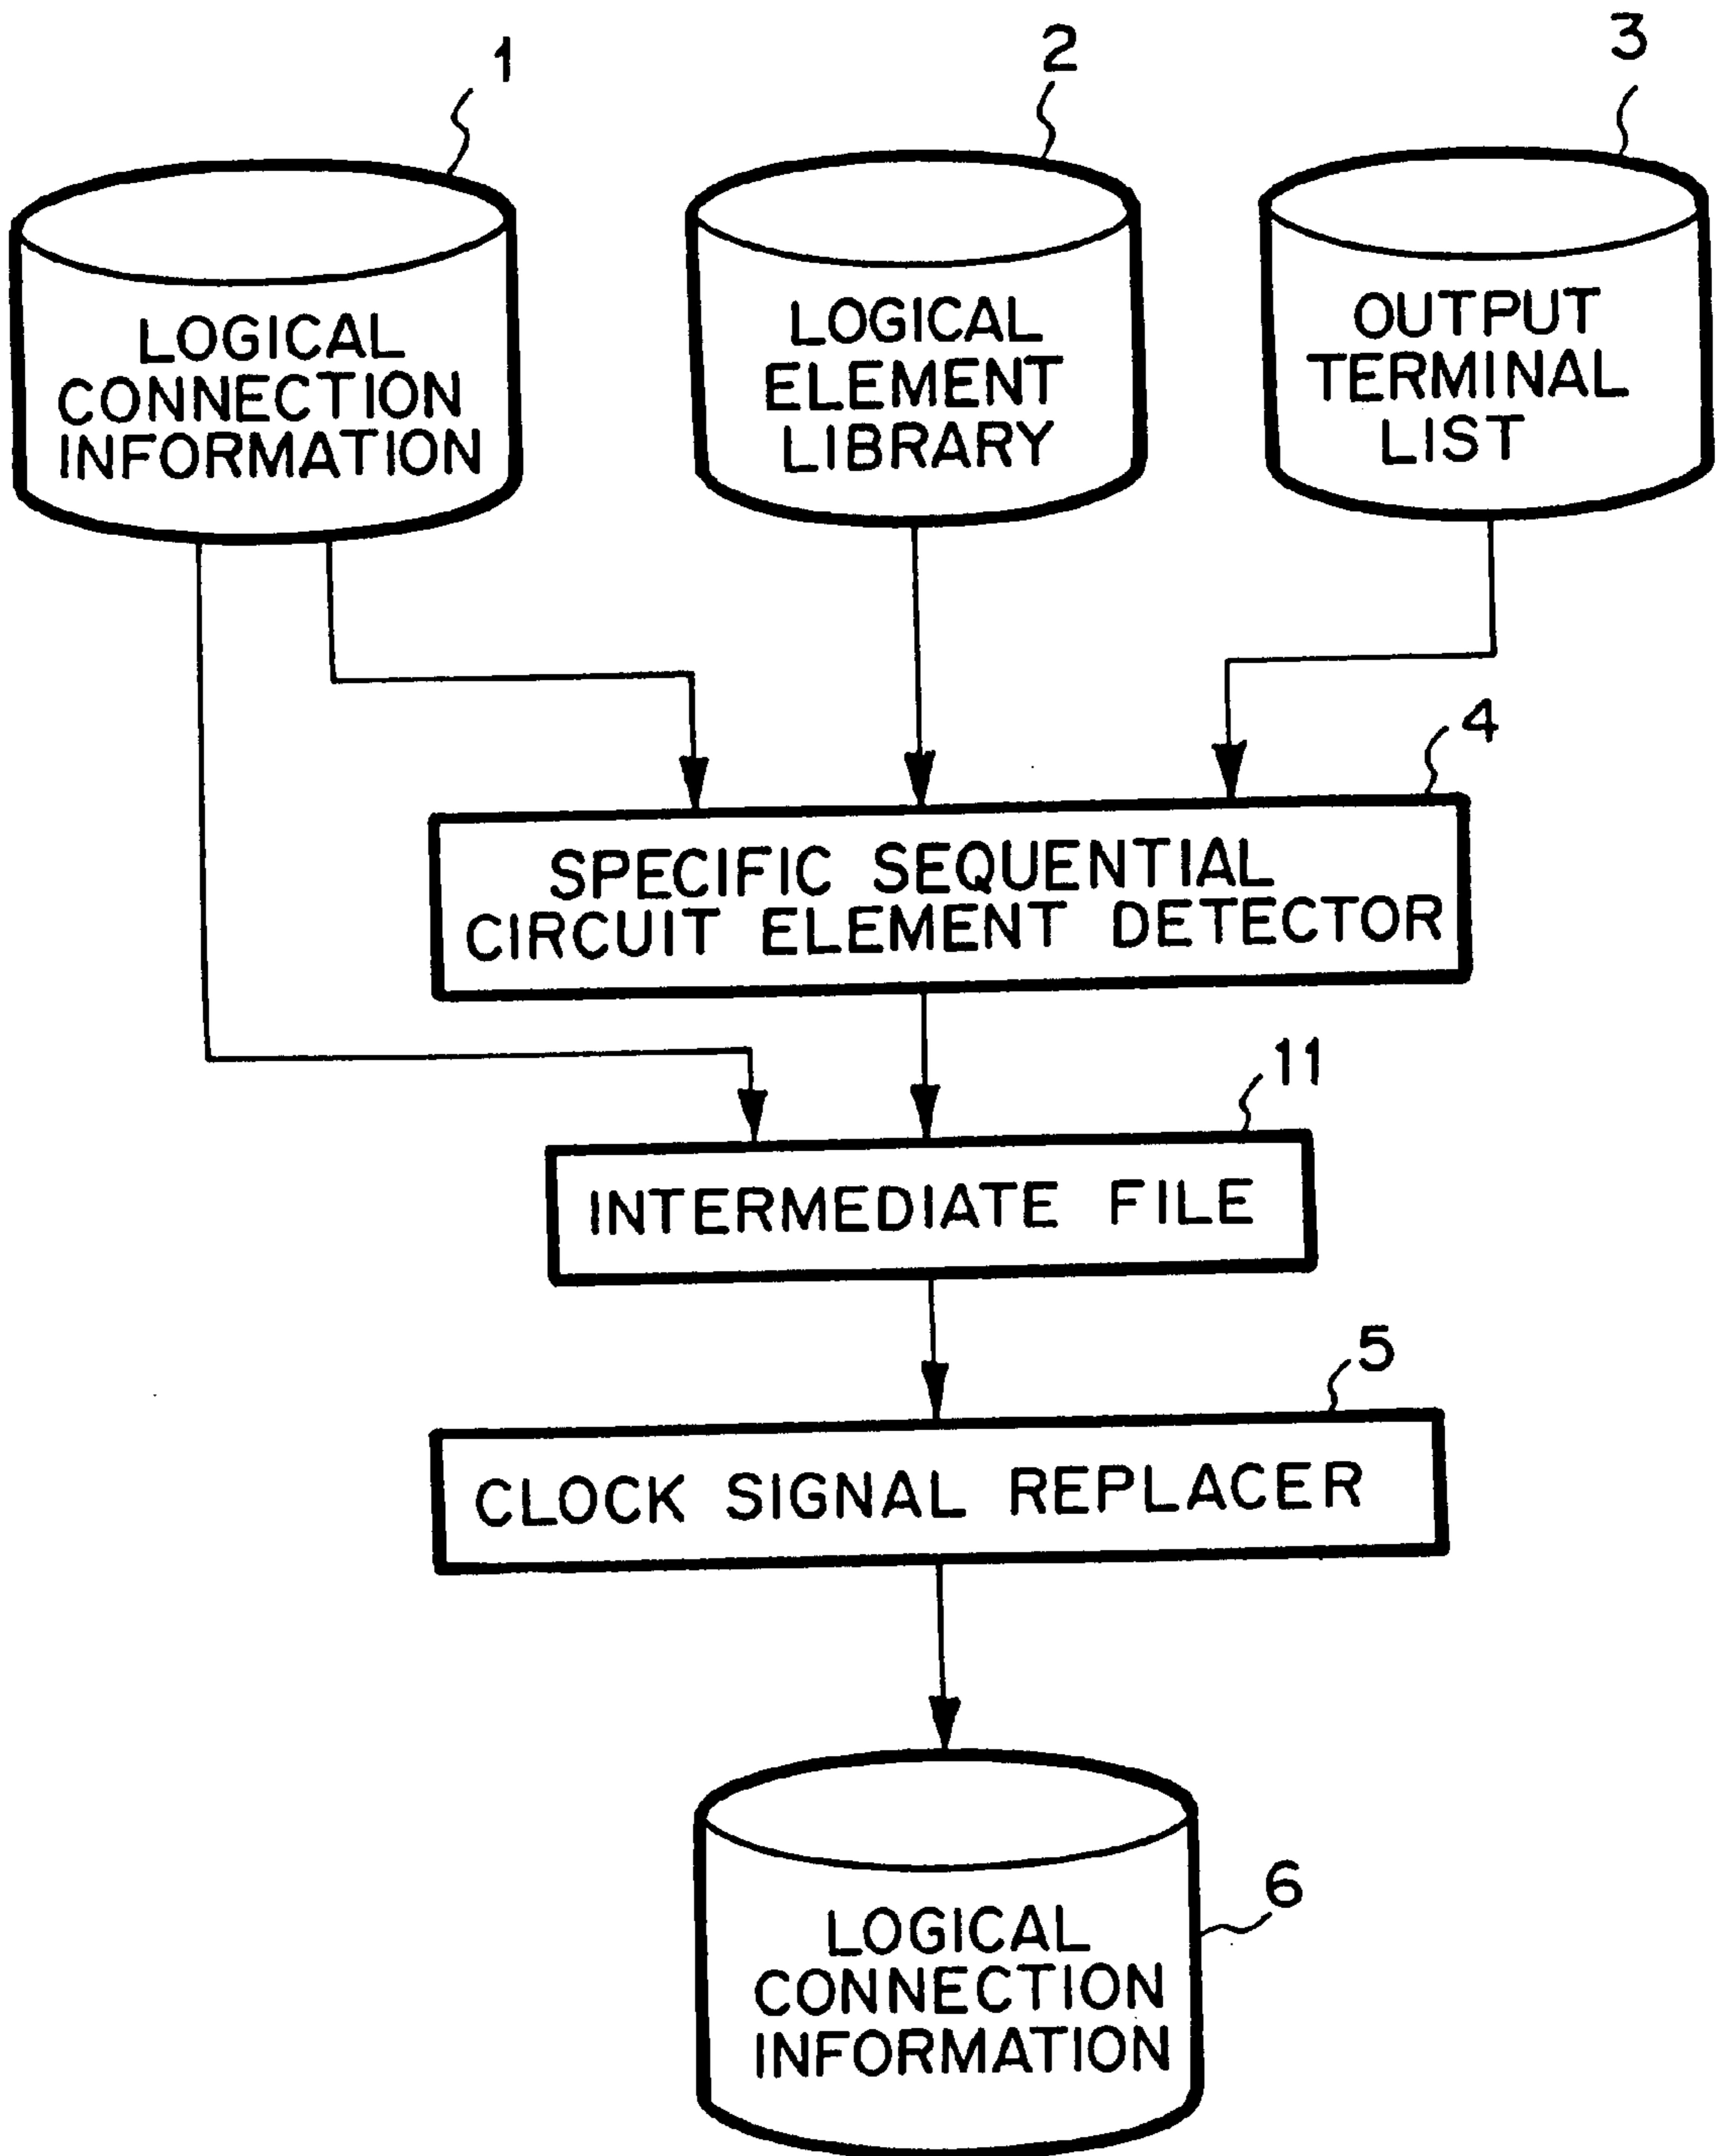 1
2
3
LOGICAL
CONNECTION
INFORMATION
LOGICAL
ELEMENT
LIBRARY
OUTPUT
TERMINAL
LIST
4
SPECIFIC SEQUENTIAL
CIRCUIT ELEMENT DETECTOR
11
INTERMEDIATE FILE
5
CLOCK SIGNAL REPLACER
6
LOGICAL
CONNECTION
INFORMATION